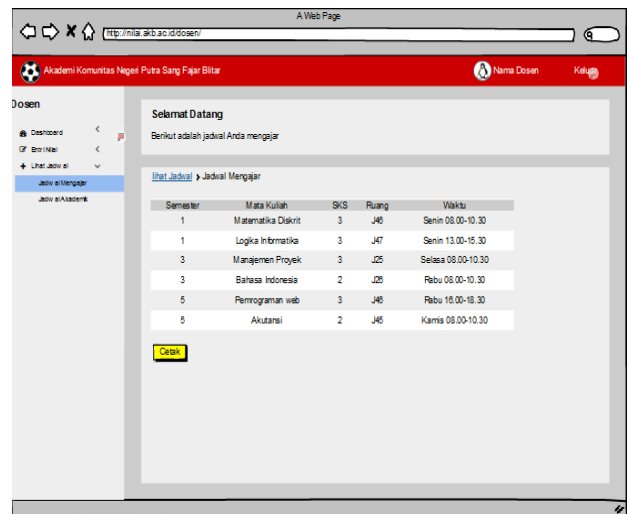 A Web Page
http://nilai.akb.ac.id/dosen/
Akademi Komunitas Negeri Putra Sang Fajar Blitar
Nama Dosen
Keluar
Dosen
Dashboard
Entri Nilai
Lihat Jadwal
Jadwal Mengajar
Jadwal Akademik
Selamat Datang
Berikut adalah jadwal Anda mengajar
lihat Jadwal Jadwal Mengajar
Semester Mata Kuliah SKS Ruang Waktu
1 Matematika Diskrit 3 J46 Senin 08.00-10.30
1 Logika Informatika 3 J47 Senin 13.00-15.30
3 Manajemen Proyek 3 J25 Selasa 08.00-10.30
3 Bahasa Indonesia 2 J26 Rabu 08.00-10.30
5 Pemrograman web 3 J46 Rabu 16.00-18.30
5 Akutansi 2 J45 Kamis 08.00-10.30
Cetak